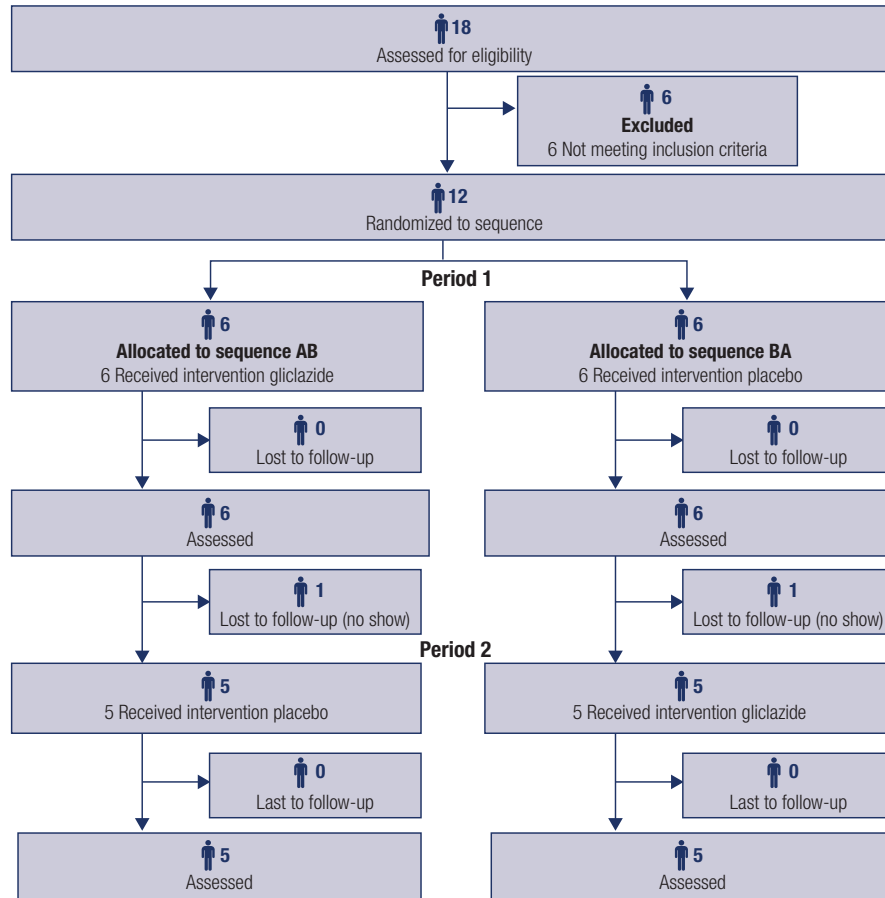 18
Assessed for eligibility
6
Excluded
6 Not meeting inclusion criteria
12
Randomized to sequence
Period 1
6
Allocated to sequence AB
6 Received intervention gliclazide
6
Allocated to sequence BA
6 Received intervention placebo
0
Lost to follow-up
0
Lost to follow-up
6
Assessed
6
Assessed
1
Lost to follow-up (no show)
1
Lost to follow-up (no show)
Period 2
5
5 Received intervention placebo
5
5 Received intervention gliclazide
0
Last to follow-up
0
Last to follow-up
5
Assessed
5
Assessed